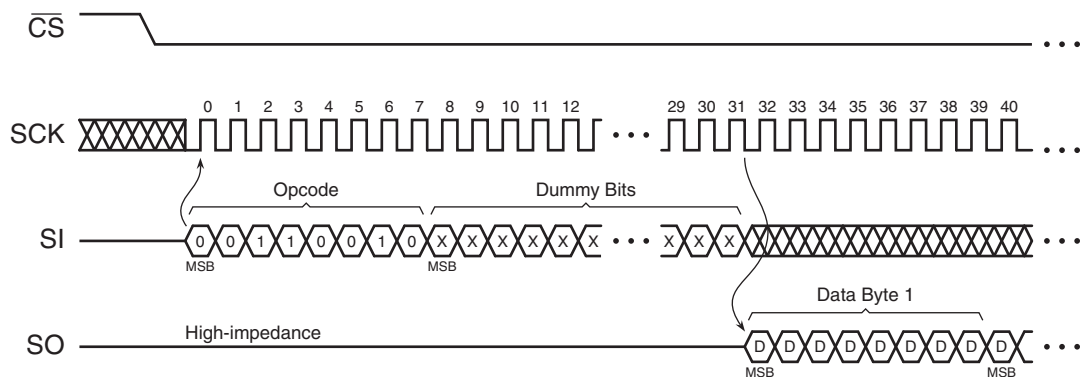 CS
0 1 2 3 4 5 6 7 8 9 10 11 12 29 30 31 32 33 34 35 36 37 38 39 40
SCK
Opcode Dummy Bits
SI 0 0 1 1 0 0 1 0 X X X X X X X X X
MSB MSB
Data Byte 1
High-impedance
SO D D D D D D D D D
MSB MSB